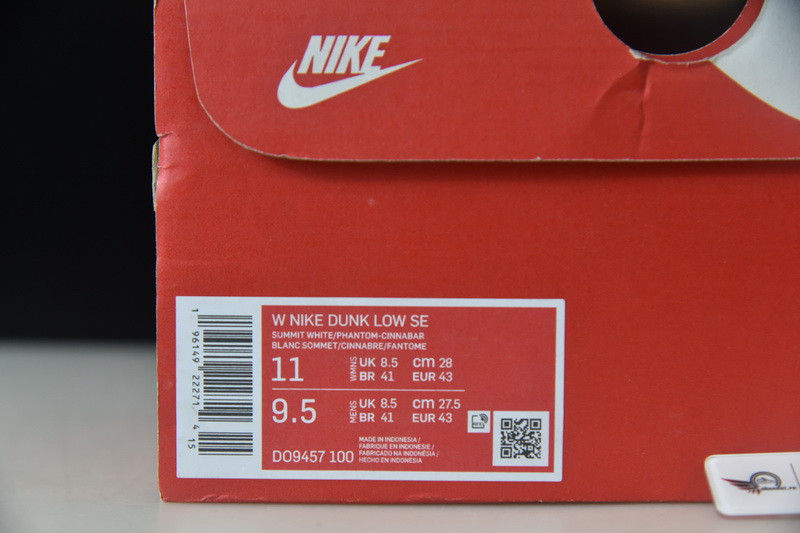 NIKE
W NIKE DUNK LOW SE
SUMMIT WHITE/PHANTOM-CINNABAR
BLANC SOMMET/CINNABRE/FANTOME
11 WMNS UK 8.5 cm 28
BR 41 EUR 43
9.5 MENS UK 8.5 cm 27.5
BR 41 EUR 43
MADE IN INDONESIA /
FABRIQUE EN INDONESIE /
FABRICADO NA INDONÉSIA /
HECHO EN INDONESIA
DO9457 100
1 96149 22271 4 15